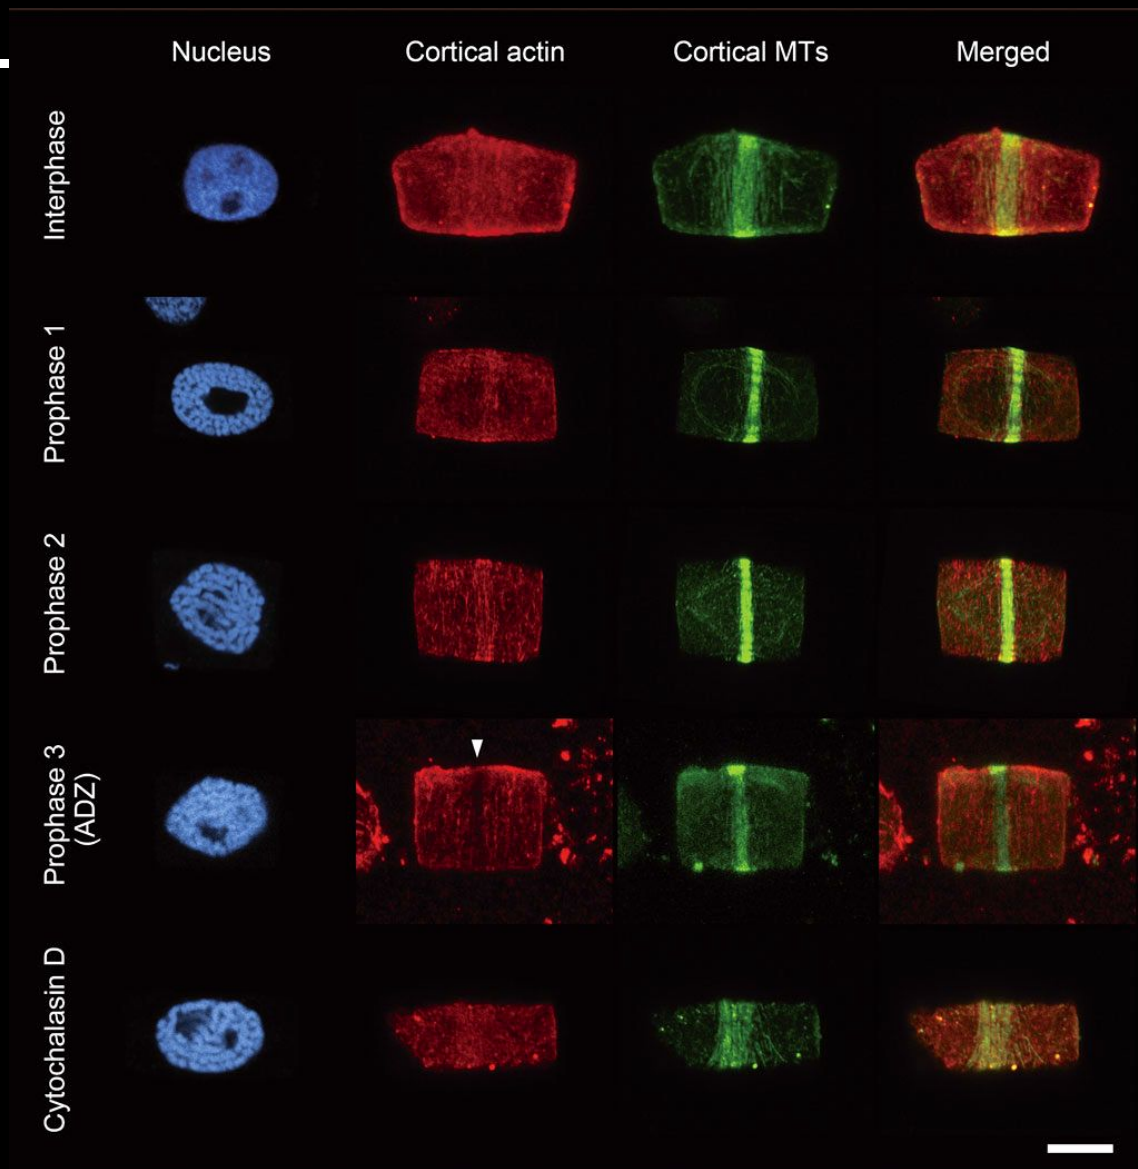 Nucleus
Cortical actin
Cortical MTs
Merged
Interphase
Prophase 1
Prophase 2
Prophase 3
(ADZ)
Cytochalasin D